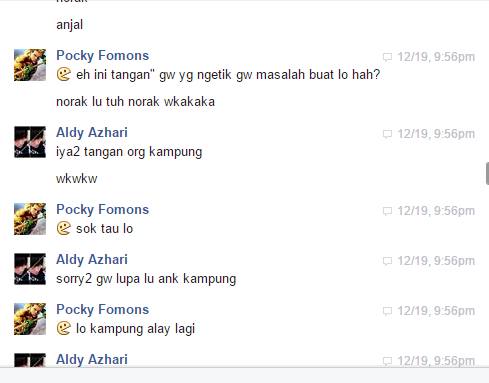 norak
anjal
Pocky Fomons
12/19, 9:56pm
eh ini tangan" gw yg ngetik gw masalah buat lo hah?
norak lu tuh norak wkakaka
Aldy Azhari
12/19, 9:56pm
iya2 tangan org kampung
wkwkw
Pocky Fomons
12/19, 9:56pm
sok tau lo
Aldy Azhari
12/19, 9:56pm
sorry2 gw lupa lu ank kampung
Pocky Fomons
12/19, 9:56pm
lo kampung alay lagi
Aldy Azhari
12/19, 9:56pm